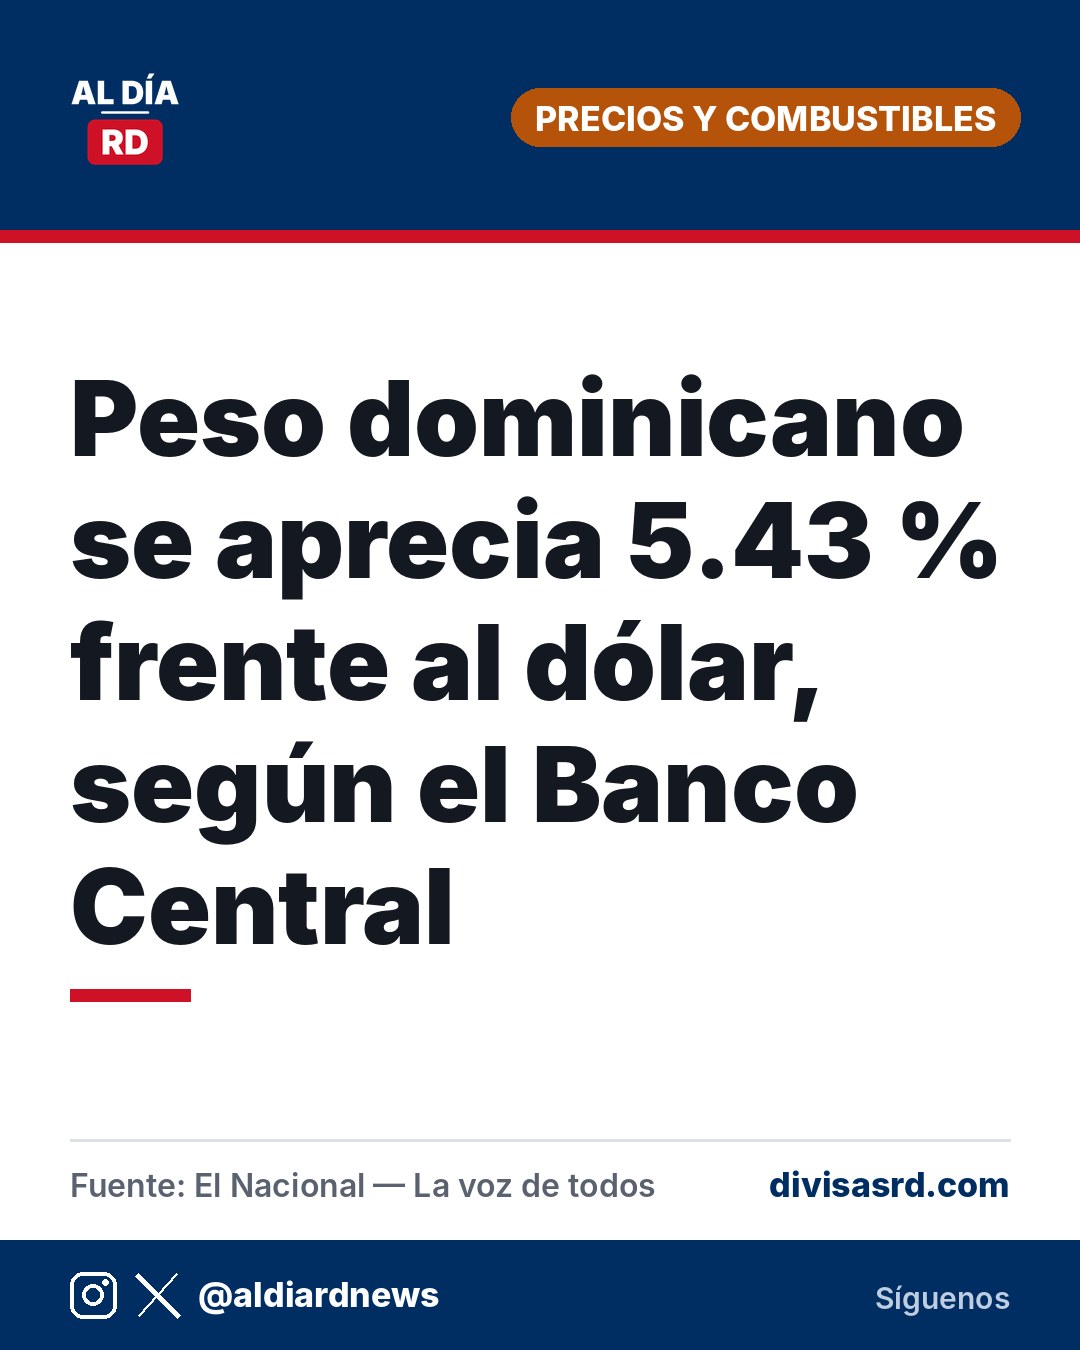 AL DÍA
RD
PRECIOS Y COMBUSTIBLES
Peso dominicano
se aprecia 5.43 %
frente al dólar,
según el Banco
Central
Fuente: El Nacional — La voz de todos
divisasrd.com
@aldiardnews
Síguenos